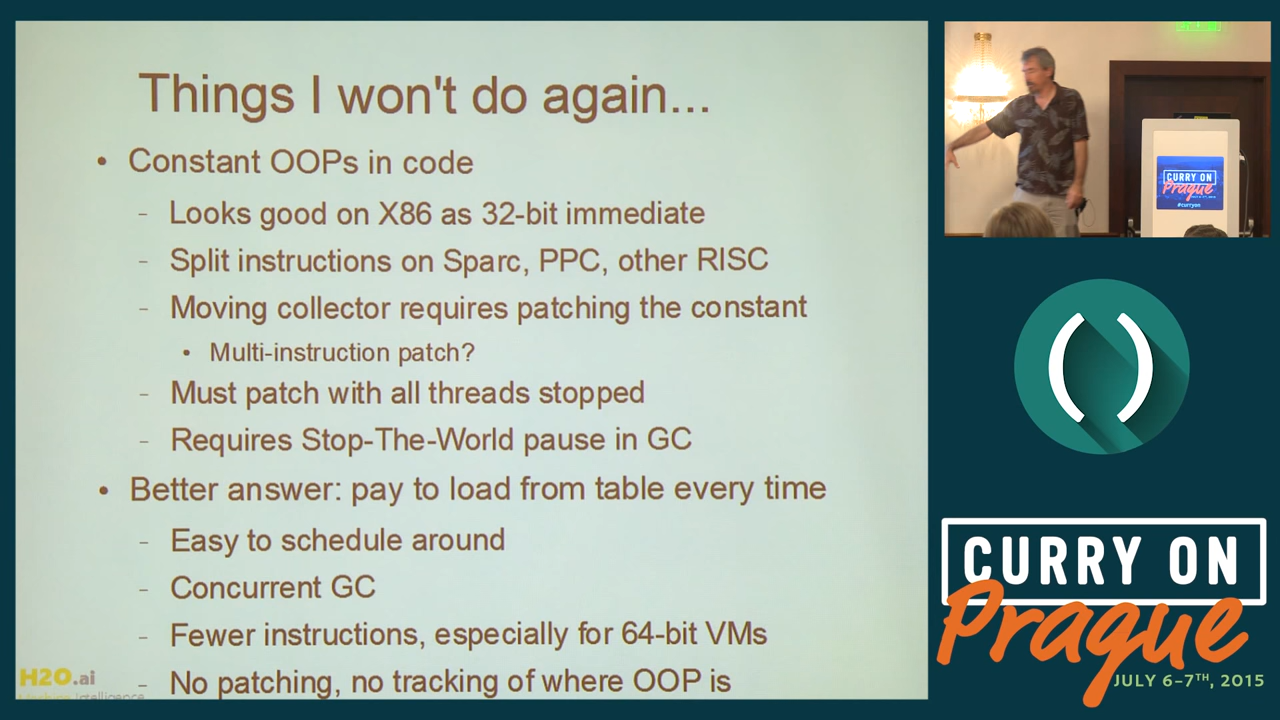 Things I won't do again...
• Constant OOPs in code
- Looks good on X86 as 32-bit immediate
- Split instructions on Sparc, PPC, other RISC
- Moving collector requires patching the constant
• Multi-instruction patch?
- Must patch with all threads stopped
- Requires Stop-The-World pause in GC
• Better answer: pay to load from table every time
- Easy to schedule around
- Concurrent GC
- Fewer instructions, especially for 64-bit VMs
- No patching, no tracking of where OOP is
H2O.ai
Machine Intelligence
CURRY ON
Prague
#curryon
( )
CURRY ON
Prague
JULY 6–7TH, 2015